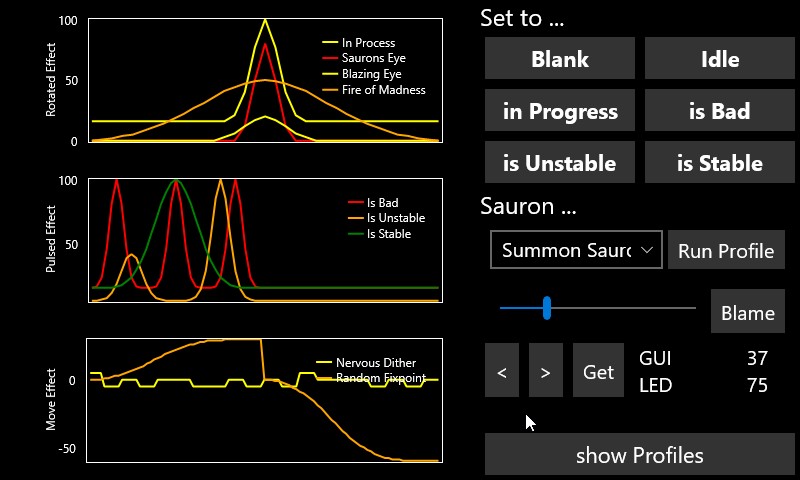 100
50
0
Rotated Effect
In Process
Saurons Eye
Blazing Eye
Fire of Madness
100
50
Pulsed Effect
Is Bad
Is Unstable
Is Stable
0
-50
Move Effect
Nervous Dither
Random Fixpoint
Set to ...
Blank Idle
in Progress is Bad
is Unstable is Stable
Sauron ...
Summon Saurc Run Profile
Blame
< > Get GUI 37
LED 75
show Profiles